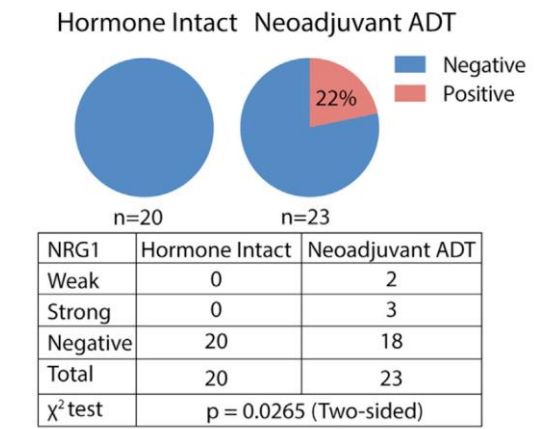 Hormone Intact Neoadjuvant ADT
Negative
Positive
22%
n=20 n=23
NRG1 Hormone Intact Neoadjuvant ADT
Weak 0 2
Strong 0 3
Negative 20 18
Total 20 23
χ² test p = 0.0265 (Two-sided)